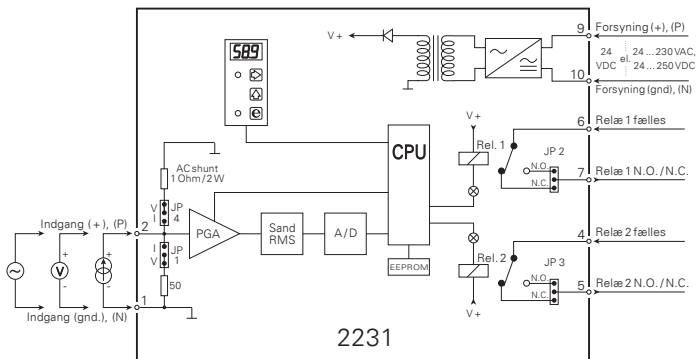 V+
9 Forsyning (+), (P)
24 VDC el. 24 ... 230 VAC, 24 ... 250 VDC
10
Forsyning (gnd), (N)
58.9
e
CPU
V+
Rel. 1
6 Relæ 1 fælles
JP 2
N.O.
N.C.
7 Relæ 1 N.O. / N.C.
AC shunt
1 Ohm / 2 W
V
I
JP 4
Indgang (+), (P)
2
PGA
Sand RMS
A/D
I
V
JP 1
V
+
-
+
-
50
1
Indgang (gnd.), (N)
EEPROM
Rel. 2
V+
4 Relæ 2 fælles
JP 3
N.O.
N.C.
5 Relæ 2 N.O. / N.C.
2231